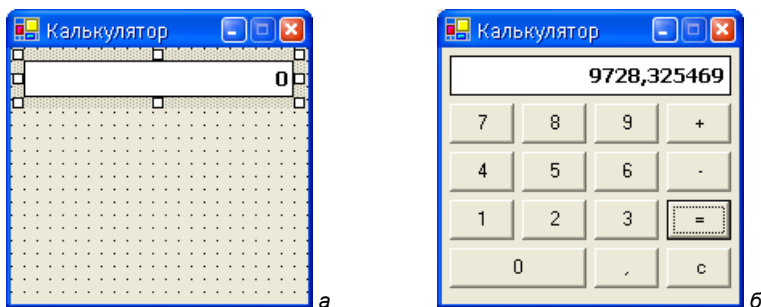 Калькулятор
0
а
Калькулятор
9728,325469
7 8 9 +
4 5 6 -
1 2 3 =
0 , c
б